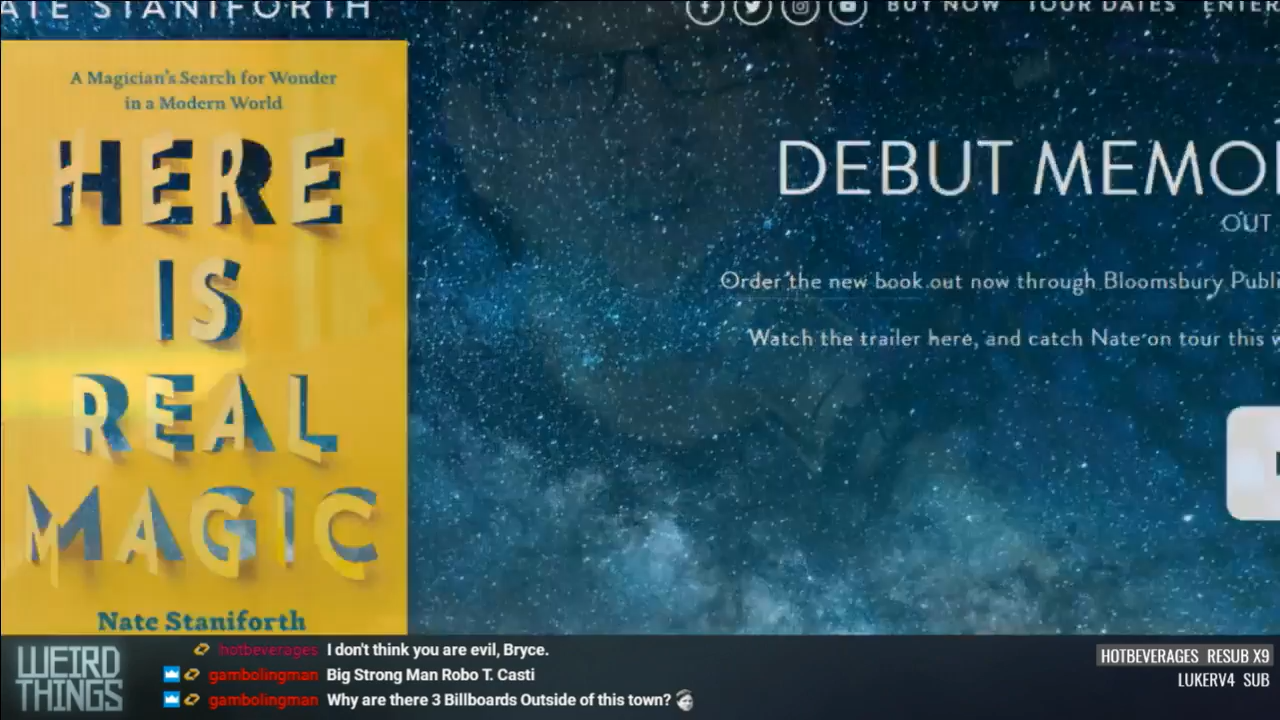 ATE STANIFORTH
BUY NOW TOUR DATES ENTER
A Magician's Search for Wonder
in a Modern World
HERE
IS
REAL
MAGIC
Nate Staniforth
DEBUT MEMO
OUT
Order the new book out now through Bloomsbury Publi
Watch the trailer here, and catch Nate on tour this
WEIRD
THINGS
hotbeverages I don't think you are evil, Bryce.
gambolingman Big Strong Man Robo T. Casti
gambolingman Why are there 3 Billboards Outside of this town?
HOTBEVERAGES RESUB X9
LUKERV4 SUB